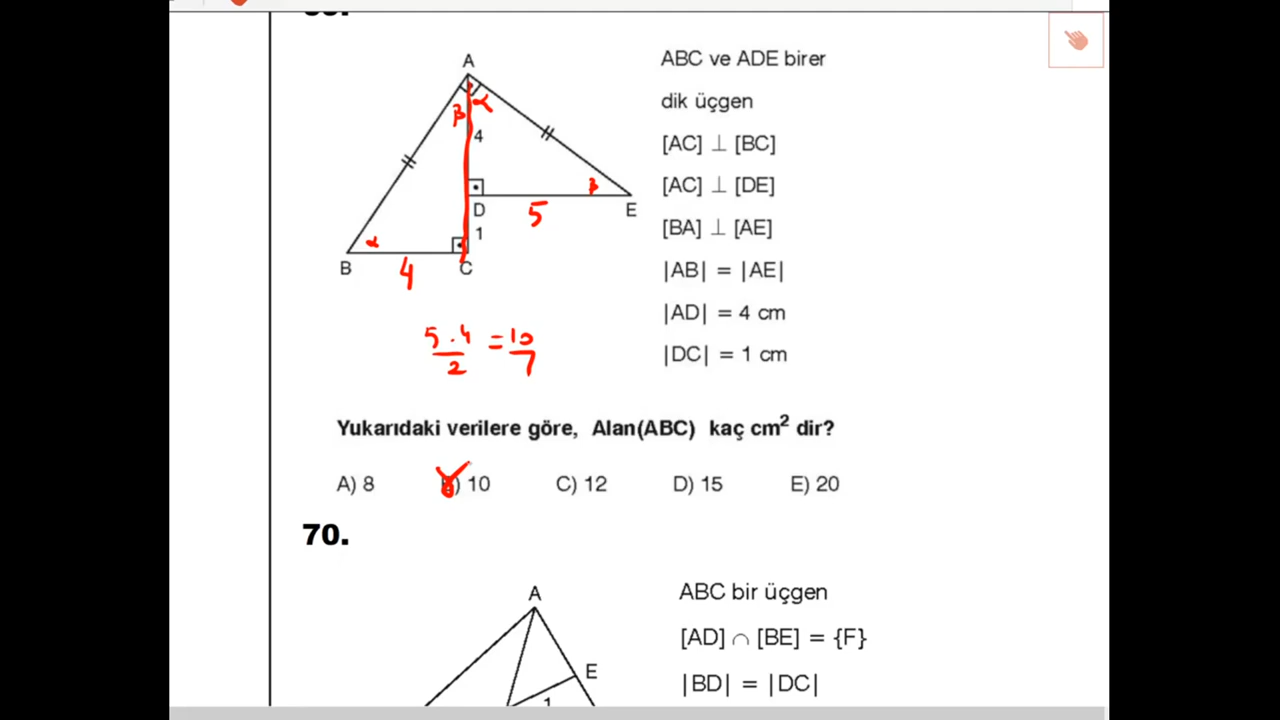 A
β α
4
D
β
E
5
1
α
B
C
4
5 . 4 = 10
2
ABC ve ADE birer
dik üçgen
[AC] ⊥ [BC]
[AC] ⊥ [DE]
[BA] ⊥ [AE]
|AB| = |AE|
|AD| = 4 cm
|DC| = 1 cm
Yukarıdaki verilere göre, Alan(ABC) kaç cm² dir?
A) 8 B) 10 C) 12 D) 15 E) 20
70.
A
E
1
ABC bir üçgen
[AD] ∩ [BE] = {F}
|BD| = |DC|